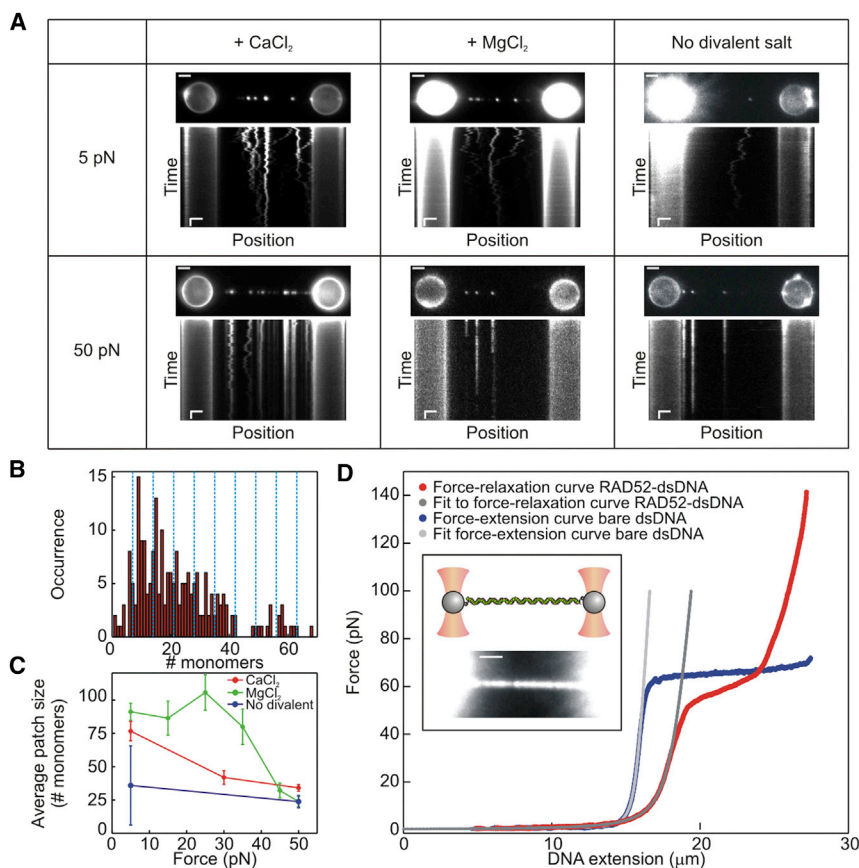 A
+ CaCl₂
+ MgCl₂
No divalent salt
5 pN
Time
Position
Time
Position
Time
Position
50 pN
Time
Position
Time
Position
Time
Position
B
15
10
5
0
Occurrence
0 20 40 60
# monomers
C
CaCl₂
MgCl₂
No divalent
100
75
50
25
0
Average patch size
(# monomers)
0 10 20 30 40 50
Force (pN)
D
Force-relaxation curve RAD52-dsDNA
Fit to force-relaxation curve RAD52-dsDNA
Force-extension curve bare dsDNA
Fit force-extension curve bare dsDNA
140
120
100
80
60
40
20
0
Force (pN)
0 10 20 30
DNA extension (μm)